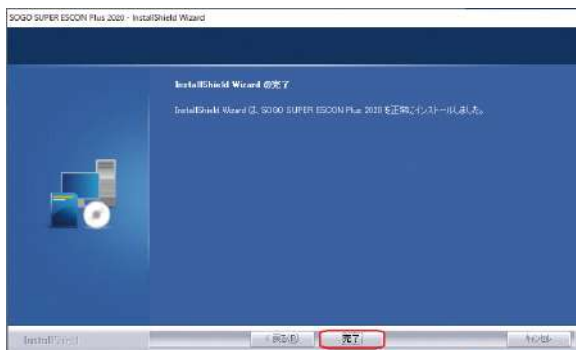 SOGO SUPER ESCON Plus 2020 - InstallShield Wizard
InstallShield Wizard の完了
InstallShield Wizard は、SOGO SUPER ESCON Plus 2020 を正常にインストールしました。
InstallShield
< 戻る(B)
完了
キャンセル